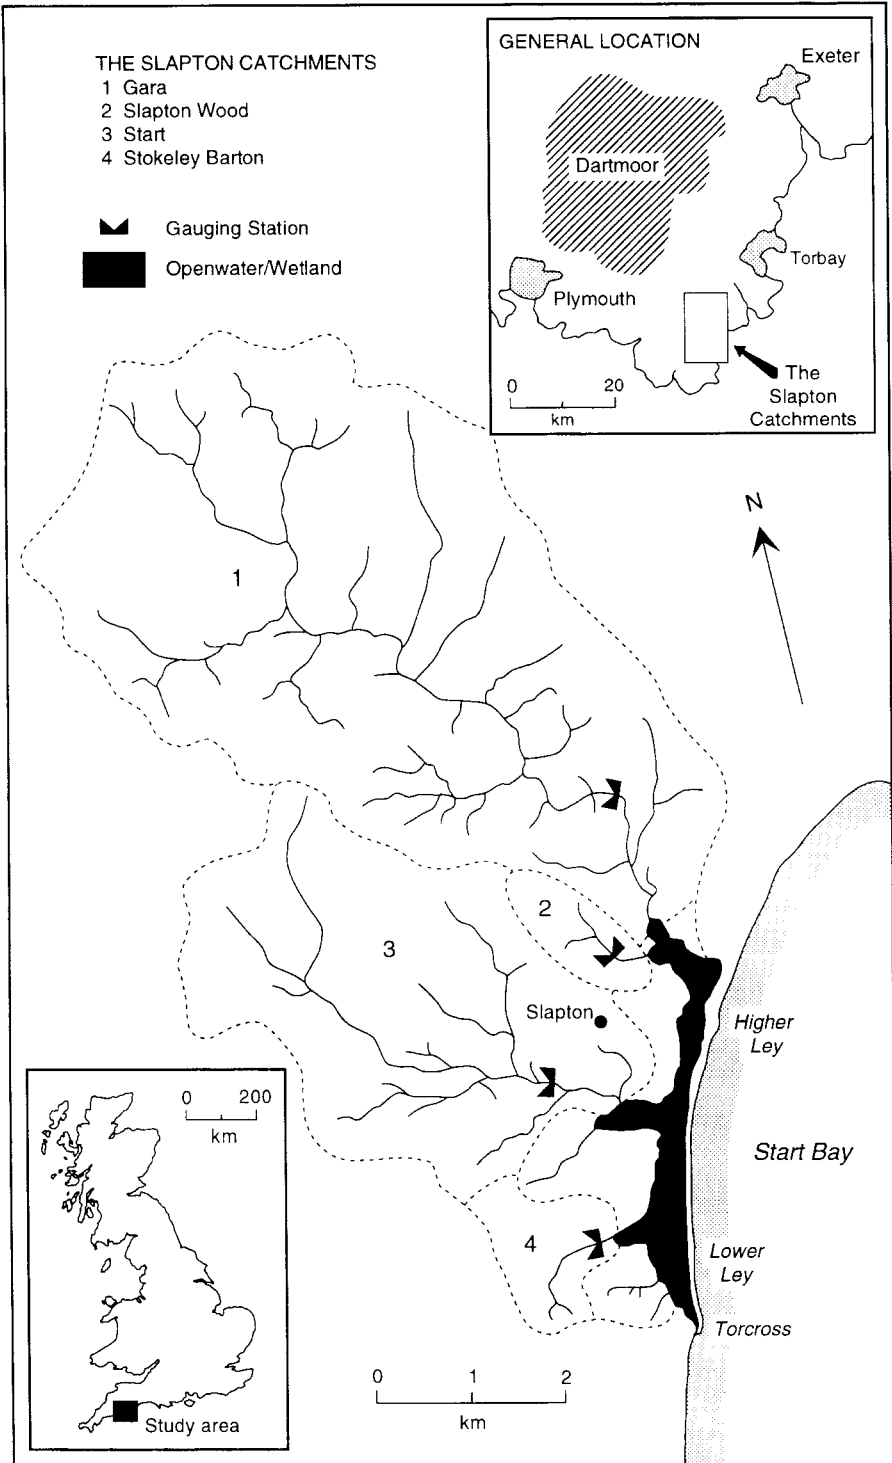 THE SLAPTON CATCHMENTS
1 Gara
2 Slapton Wood
3 Start
4 Stokeley Barton
Gauging Station
Openwater/Wetland
GENERAL LOCATION
Exeter
Dartmoor
Torbay
Plymouth
0 20
km
The
Slapton
Catchments
N
1
2
3
Slapton
Higher
Ley
Start Bay
4
Lower
Ley
Torcross
0 200
km
Study area
0 1 2
km